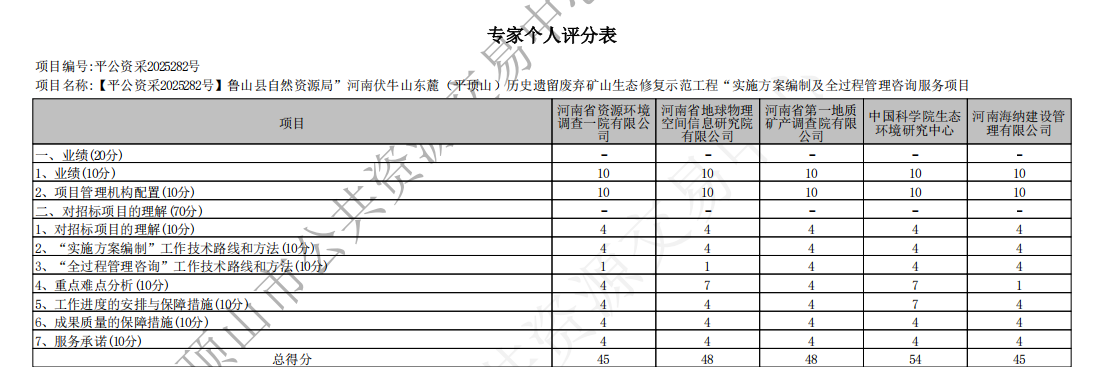 专家个人评分表
项目编号:平公资采2025282号
项目名称:【平公资采2025282号】鲁山县自然资源局”河南伏牛山东麓（平顶山）历史遗留废弃矿山生态修复示范工程“实施方案编制及全过程管理咨询服务项目
项目 河南省资源环境调查一院有限公司 河南省地球物理空间信息研究院有限公司 河南省第一地质矿产调查院有限公司 中国科学院生态环境研究中心 河南海纳建设管理有限公司
一、业绩(20分) - - - - -
1、业绩(10分) 10 10 10 10 10
2、项目管理机构配置(10分) 10 10 10 10 10
二、对招标项目的理解(70分) - - - - -
1、对招标项目的理解(10分) 4 4 4 4 4
2、“实施方案编制”工作技术路线和方法(10分) 4 4 4 4 4
3、“全过程管理咨询”工作技术路线和方法(10分) 1 1 4 4 4
4、重点难点分析(10分) 4 7 4 7 1
5、工作进度的安排与保障措施(10分) 4 4 4 7 4
6、成果质量的保障措施(10分) 4 4 4 4 4
7、服务承诺(10分) 4 4 4 4 4
总得分 45 48 48 54 45
顶山市公共资源交易中心
共资源交易中